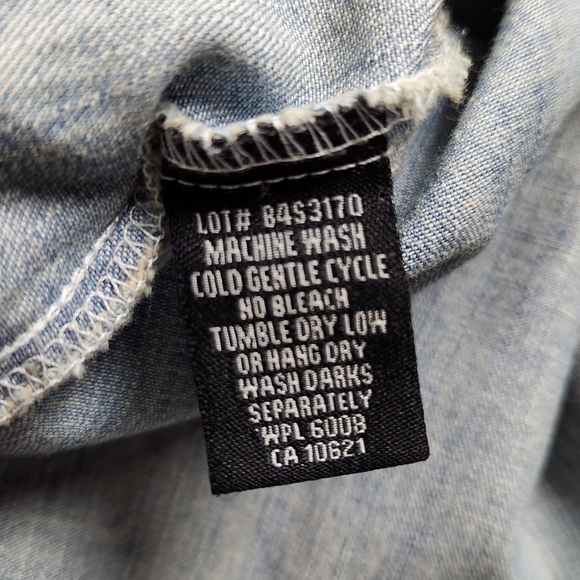 LOT# B4S3170
MACHINE WASH
COLD GENTLE CYCLE
NO BLEACH
TUMBLE DRY LOW
OR HANG DRY
WASH DARKS
SEPARATELY
WPL 6008
CA 10621